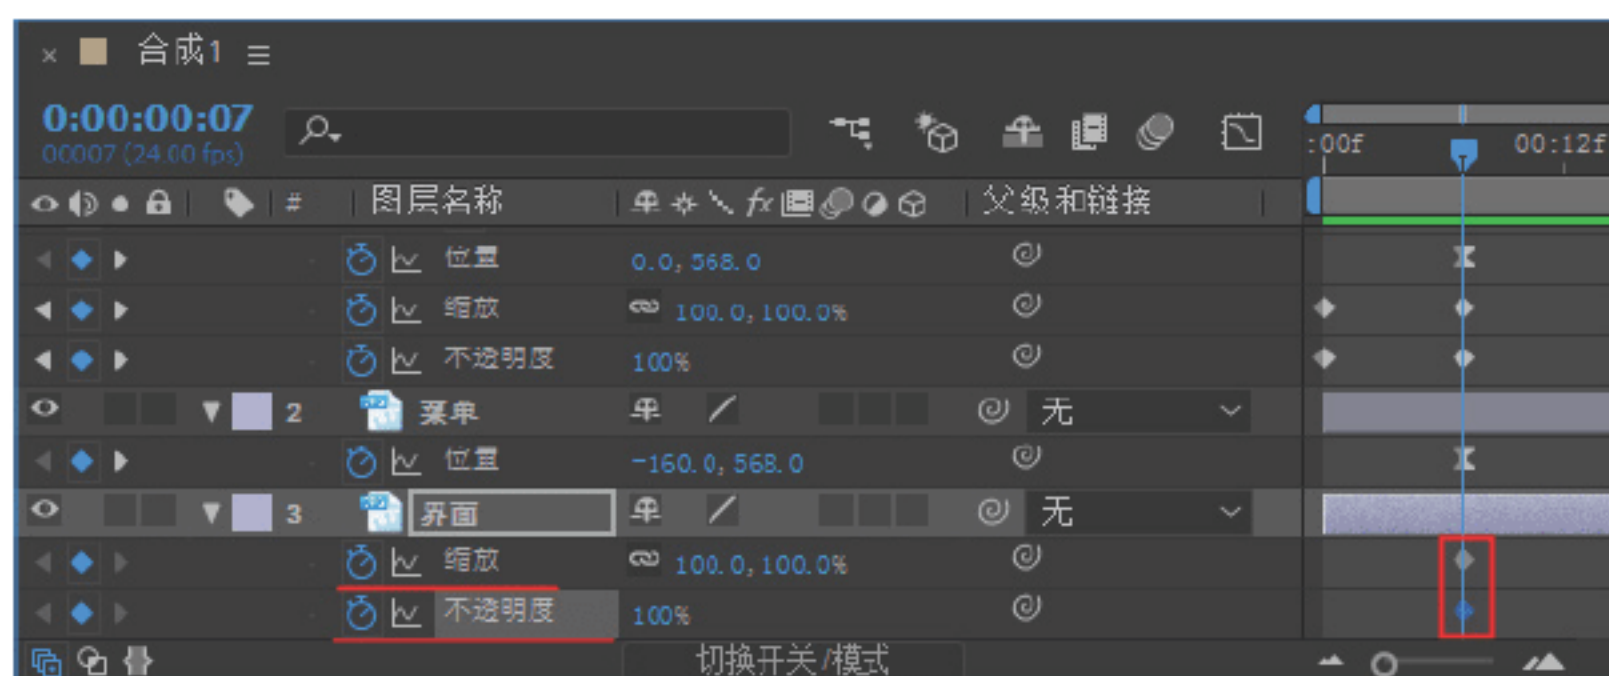 合成1
0:00:00:07
00007 (24.00 fps)
:00f 00:12f
# 图层名称 fx 父级和链接
位置 0.0,568.0
缩放 100.0,100.0%
不透明度 100%
2 菜单 无
位置 -160.0,568.0
3 界面 无
缩放 100.0,100.0%
不透明度 100%
切换开关/模式